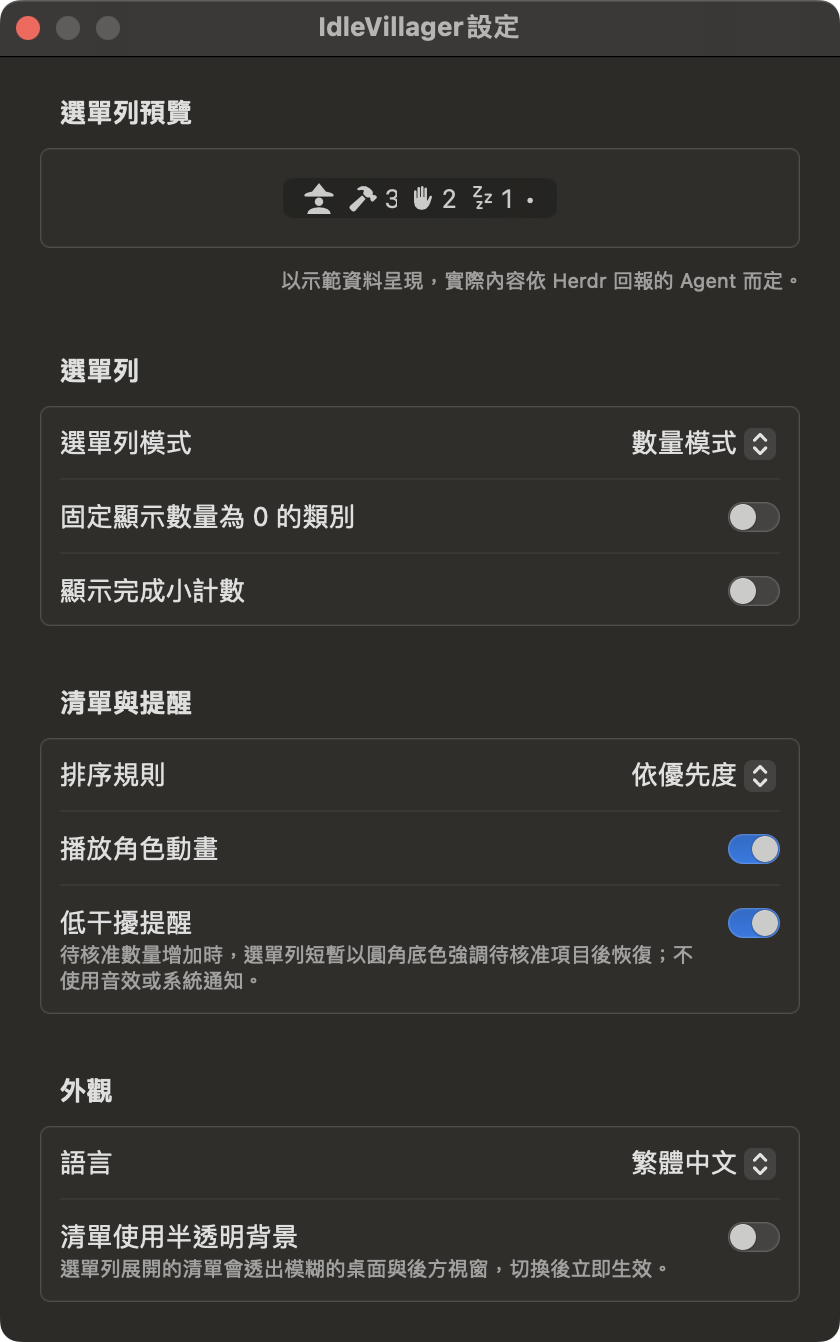 IdleVillager設定
選單列預覽
3 2 1
以示範資料呈現，實際內容依 Herdr 回報的 Agent 而定。
選單列
選單列模式 數量模式
固定顯示數量為 0 的類別
顯示完成小計數
清單與提醒
排序規則 依優先度
播放角色動畫
低干擾提醒
待核准數量增加時，選單列短暫以圓角底色強調待核准項目後恢復；不
使用音效或系統通知。
外觀
語言 繁體中文
清單使用半透明背景
選單列展開的清單會透出模糊的桌面與後方視窗，切換後立即生效。